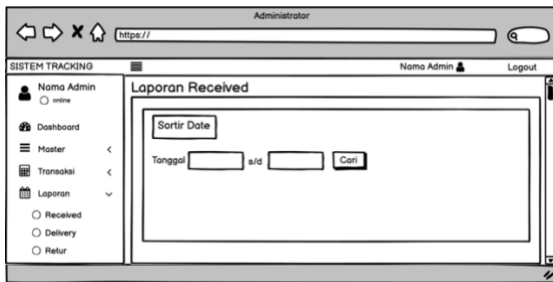 Administrator
https://
SISTEM TRACKING
Nama Admin
Logout
Nama Admin
online
Dashboard
Master
Transaksi
Laporan
Received
Delivery
Retur
Laporan Received
Sortir Date
Tanggal s/d Cari